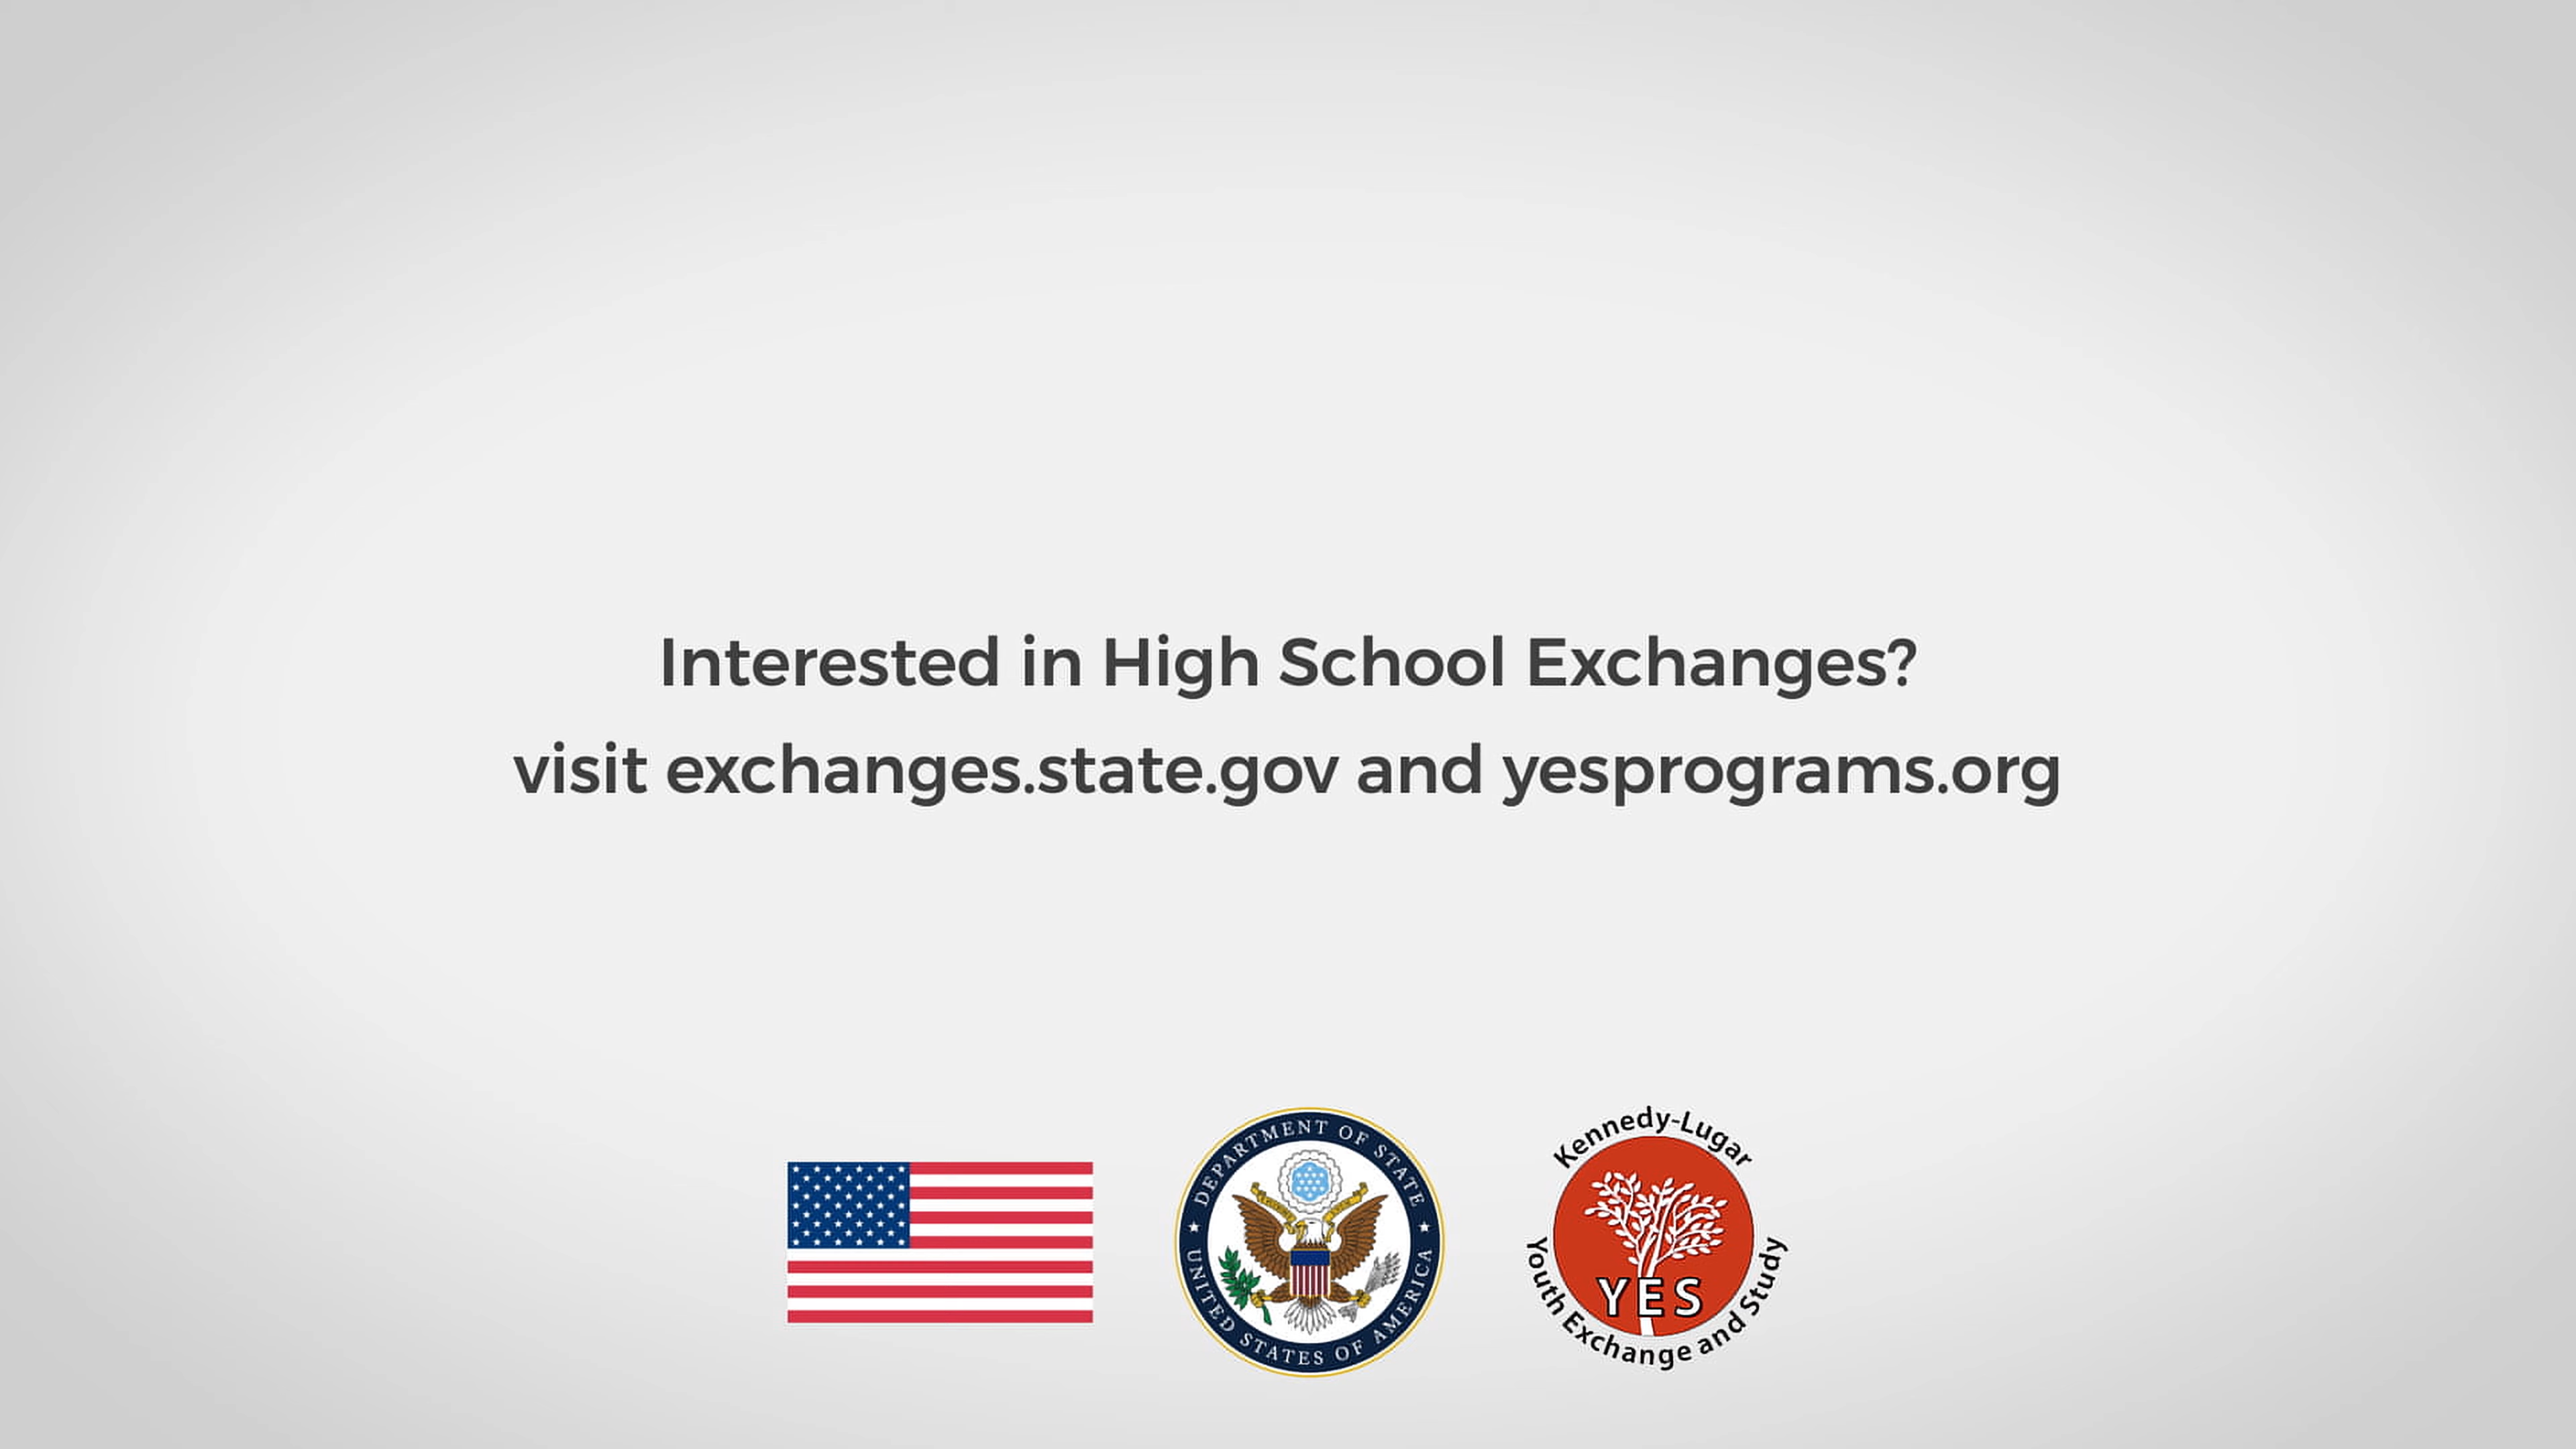 Interested in High School Exchanges?
visit exchanges.state.gov and yesprograms.org
DEPARTMENT OF STATE
UNITED STATES OF AMERICA
Kennedy-Lugar
YES
Youth Exchange and Study